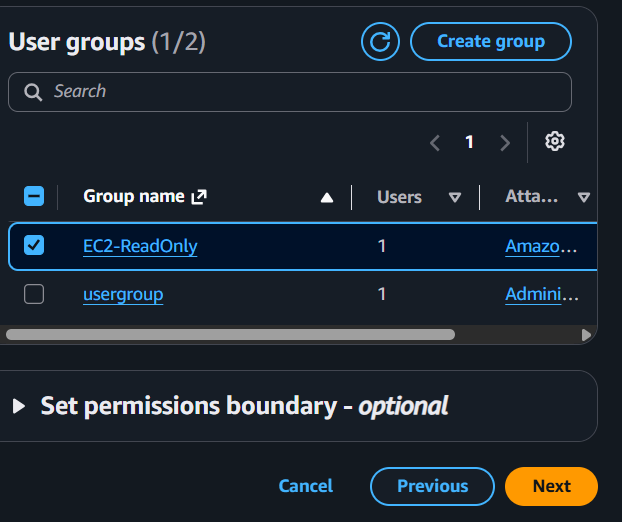 User groups (1/2)
Create group
Search
1
Group name Users Atta...
EC2-ReadOnly 1 Amazo...
usergroup 1 Admini...
Set permissions boundary - optional
Cancel Previous Next